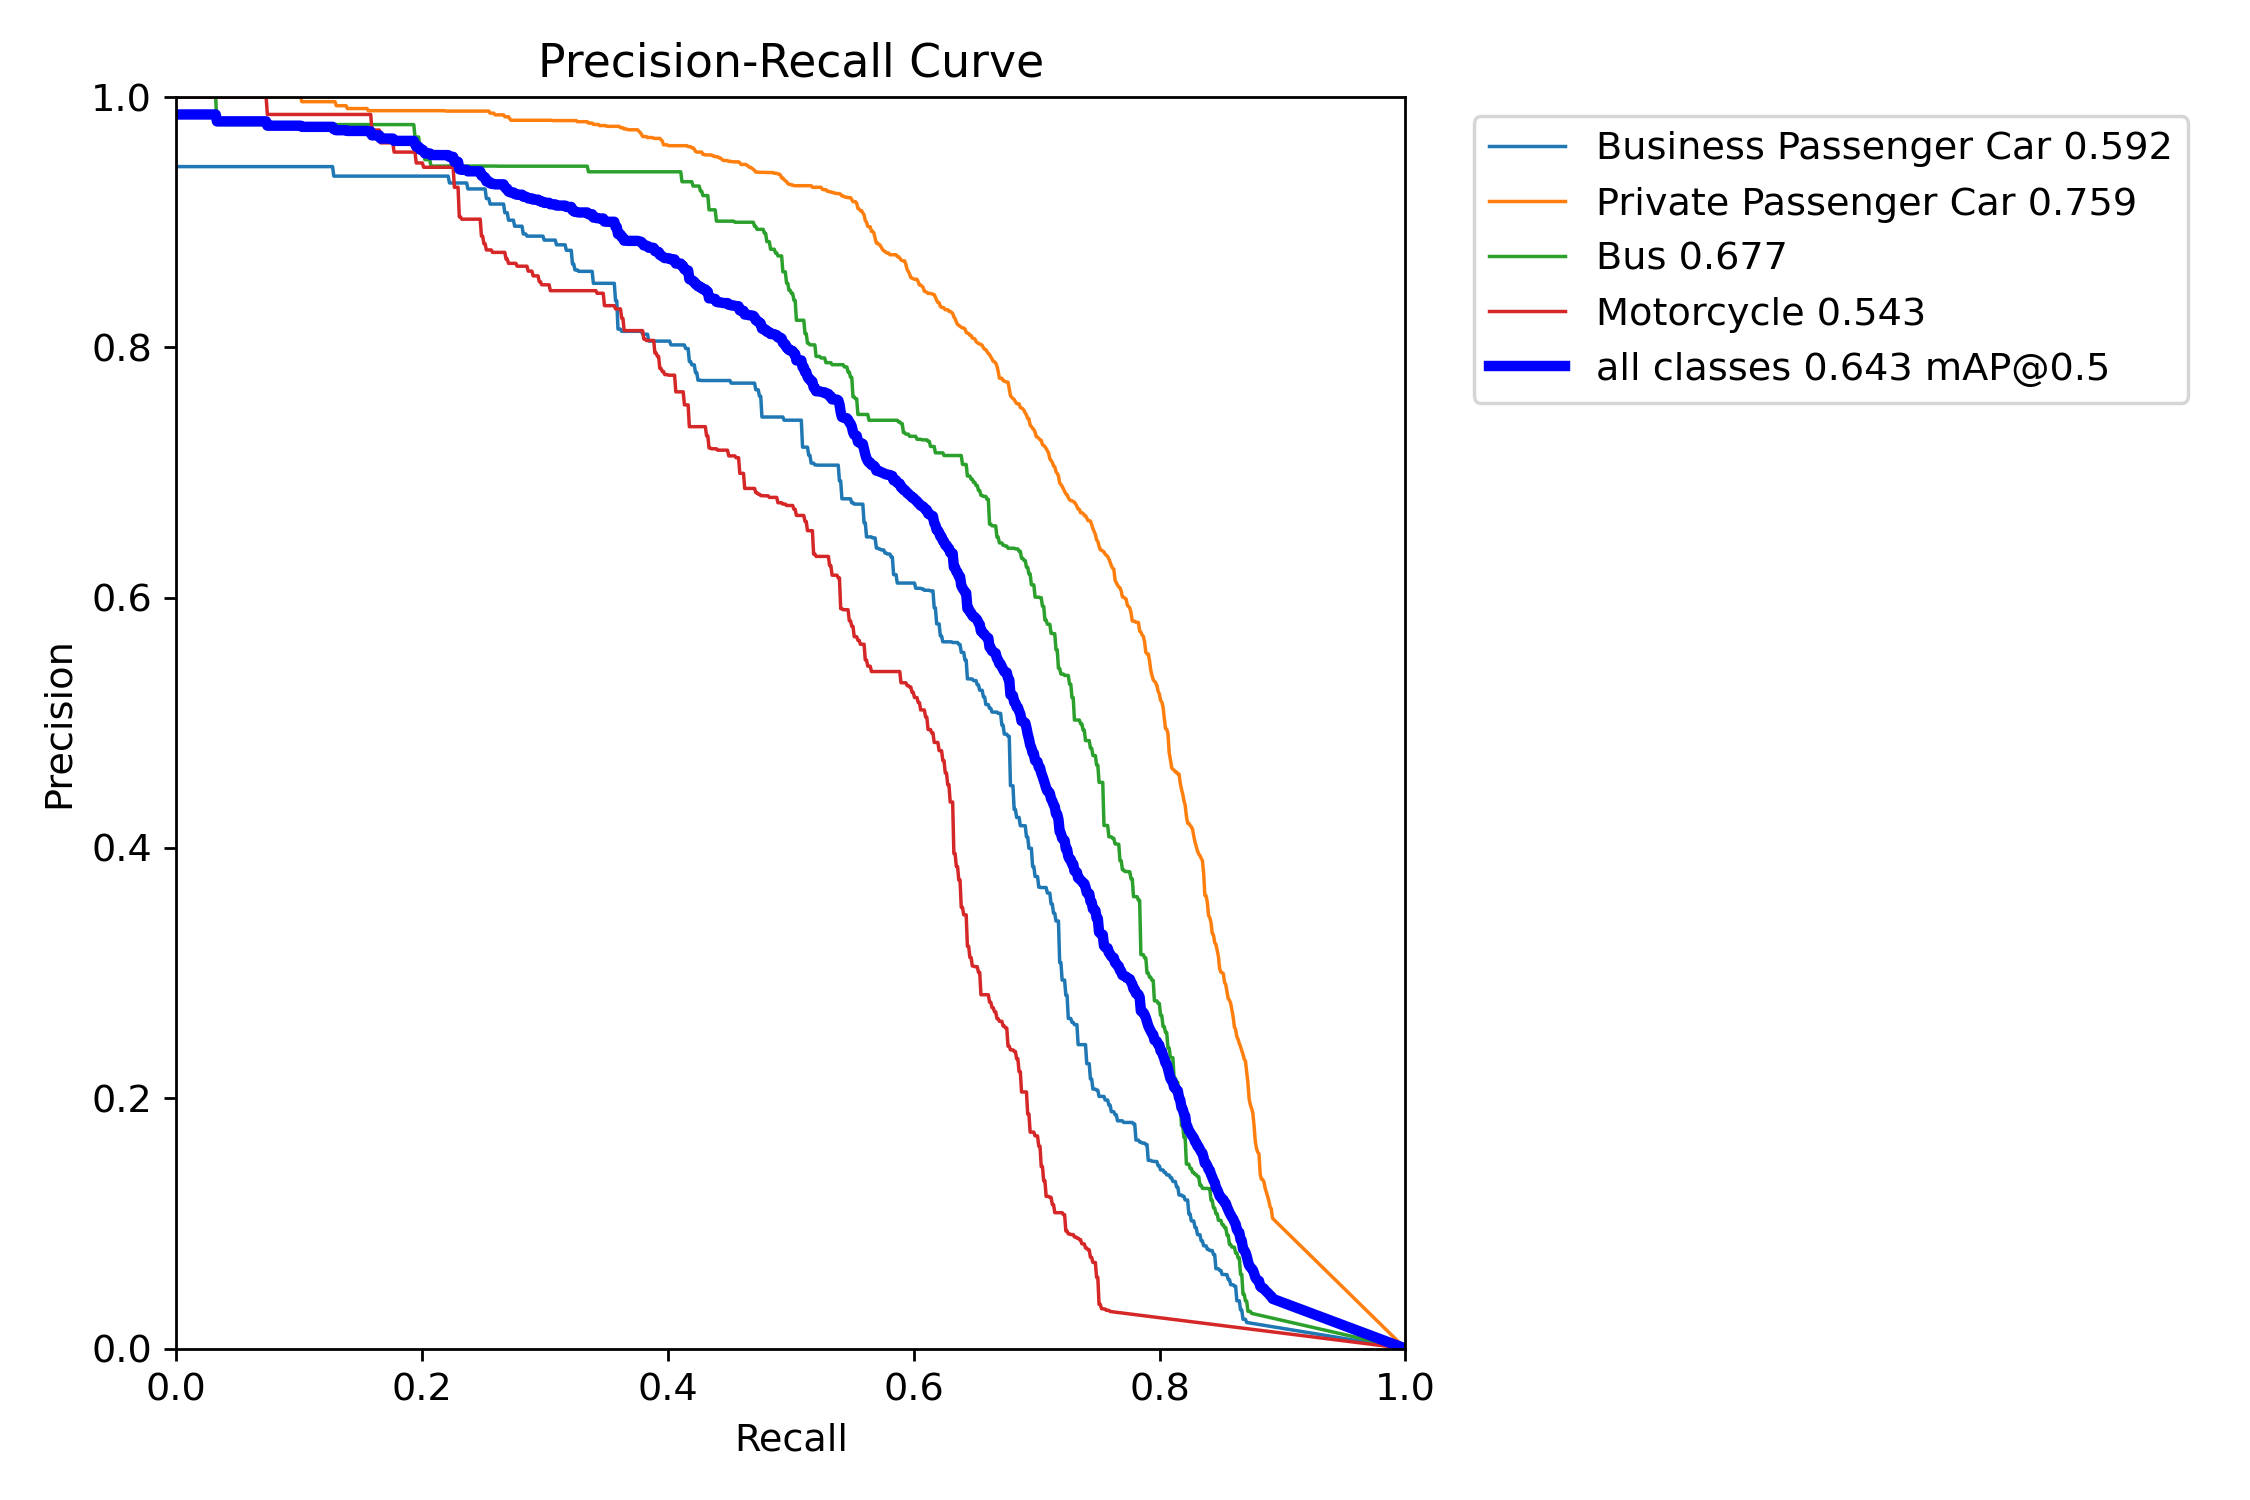 Precision-Recall Curve
1.0
0.8
0.6
0.4
0.2
0.0
Precision
0.0 0.2 0.4 0.6 0.8 1.0
Recall
Business Passenger Car 0.592
Private Passenger Car 0.759
Bus 0.677
Motorcycle 0.543
all classes 0.643 mAP@0.5